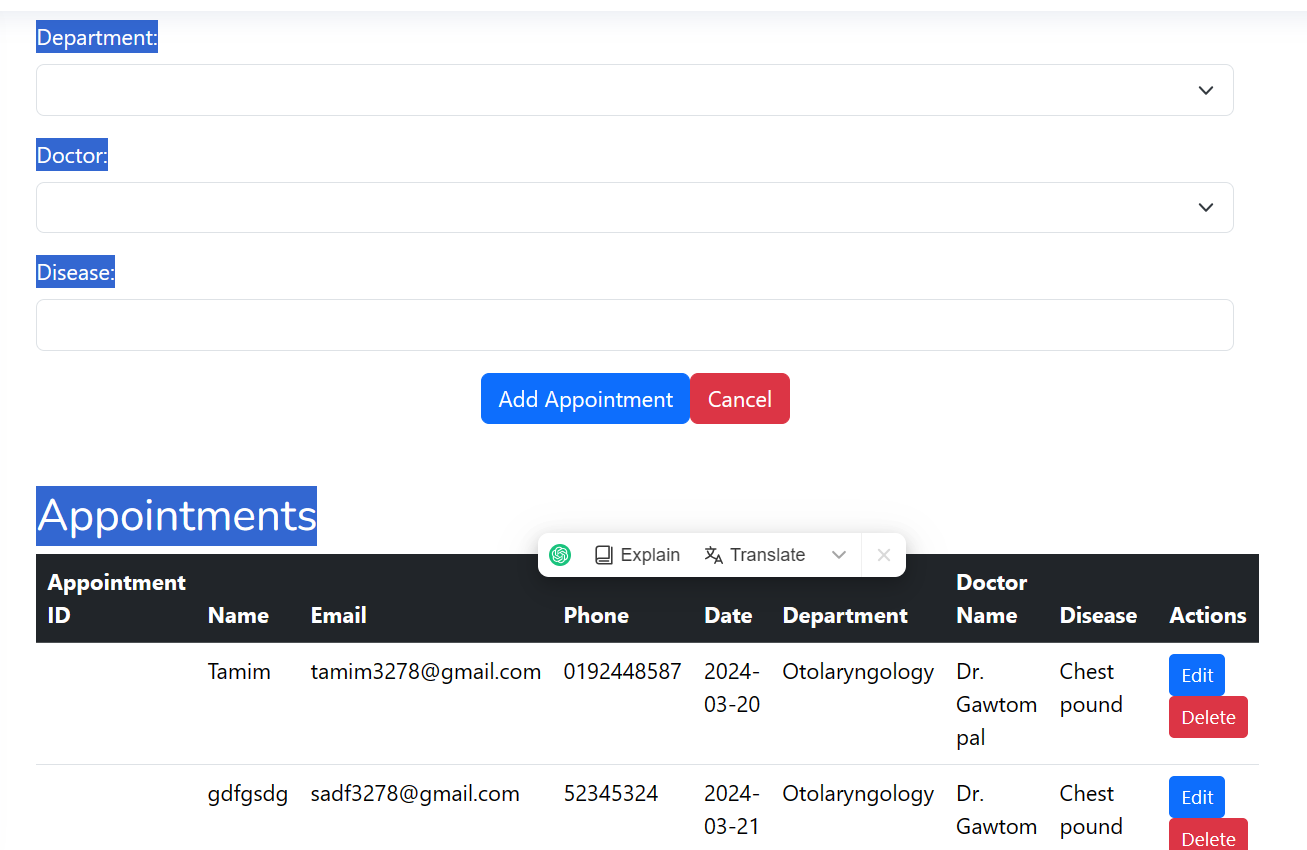 Department:
Doctor:
Disease:
Add Appointment Cancel
Appointments
Explain Translate
Appointment ID Name Email Phone Date Department Doctor Name Disease Actions
Tamim tamim3278@gmail.com 0192448587 2024-03-20 Otolaryngology Dr. Gawtom pal Chest pound Edit
Delete
gdfgsdg sadf3278@gmail.com 52345324 2024-03-21 Otolaryngology Dr. Gawtom Chest pound Edit
Delete